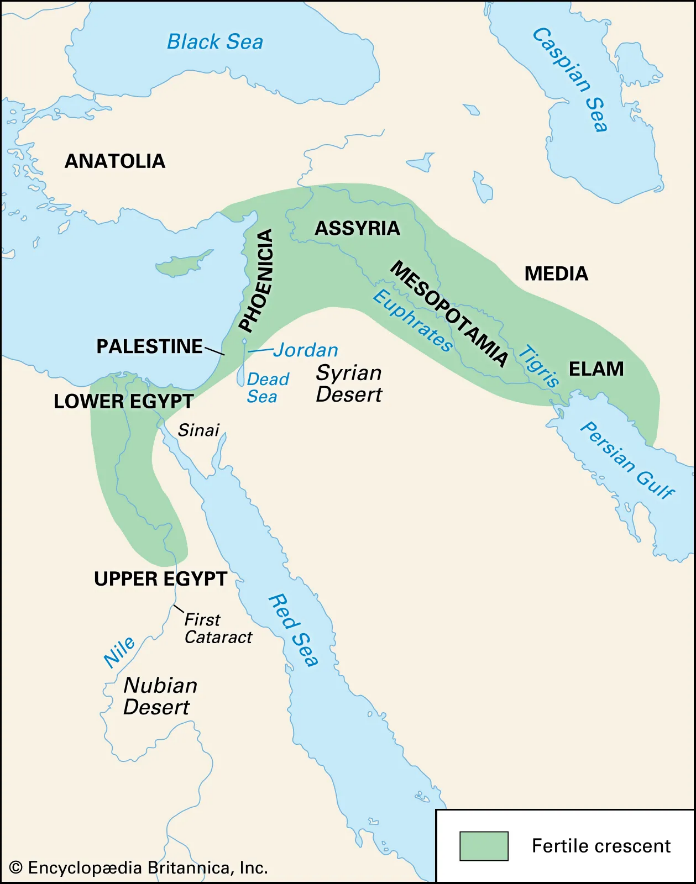 Black Sea
Caspian Sea
ANATOLIA
ASSYRIA
PHOENICIA
MESOPOTAMIA
MEDIA
Euphrates
Tigris
PALESTINE
Jordan
Dead
Sea
Syrian
Desert
ELAM
LOWER EGYPT
Sinai
Persian Gulf
UPPER EGYPT
First
Cataract
Nile
Red Sea
Nubian
Desert
Fertile crescent
© Encyclopædia Britannica, Inc.